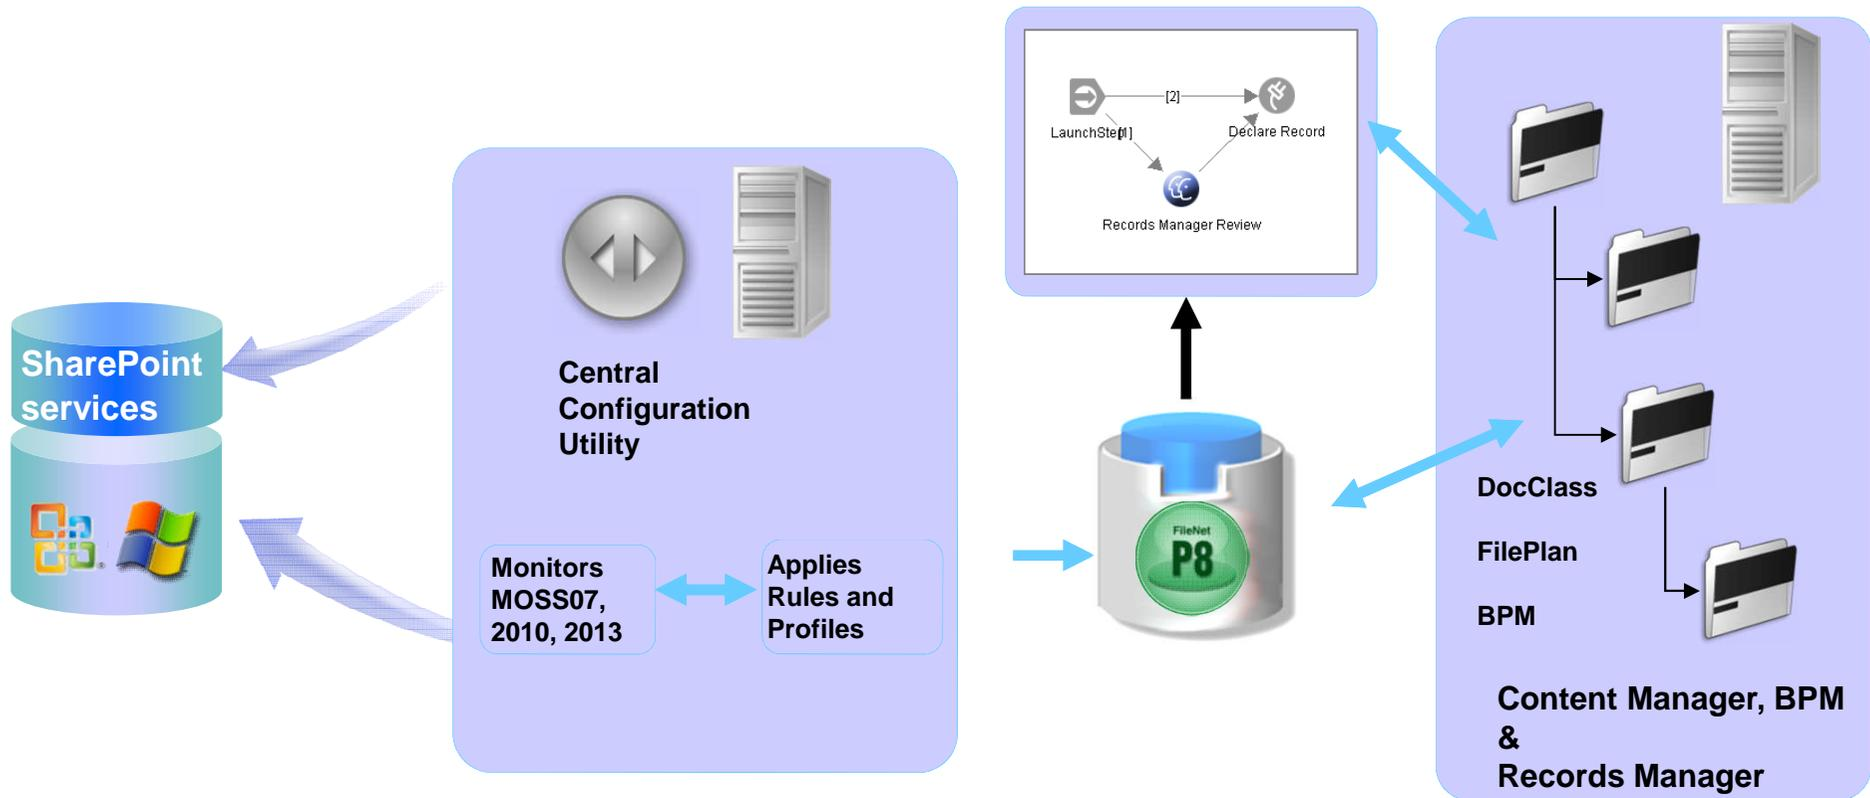 SharePoint
services
Central
Configuration
Utility
Monitors
MOSS07,
2010, 2013
Applies
Rules and
Profiles
[2]
LaunchStep
[1]
Declare Record
Records Manager Review
FileNet
P8
DocClass
FilePlan
BPM
Content Manager, BPM
&
Records Manager